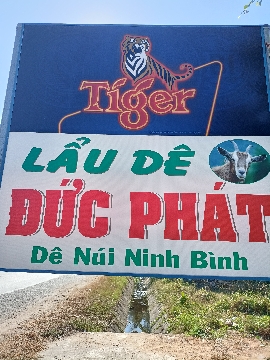 Tiger
LẨU DÊ
ĐỨC PHÁT
Dê Núi Ninh Bình